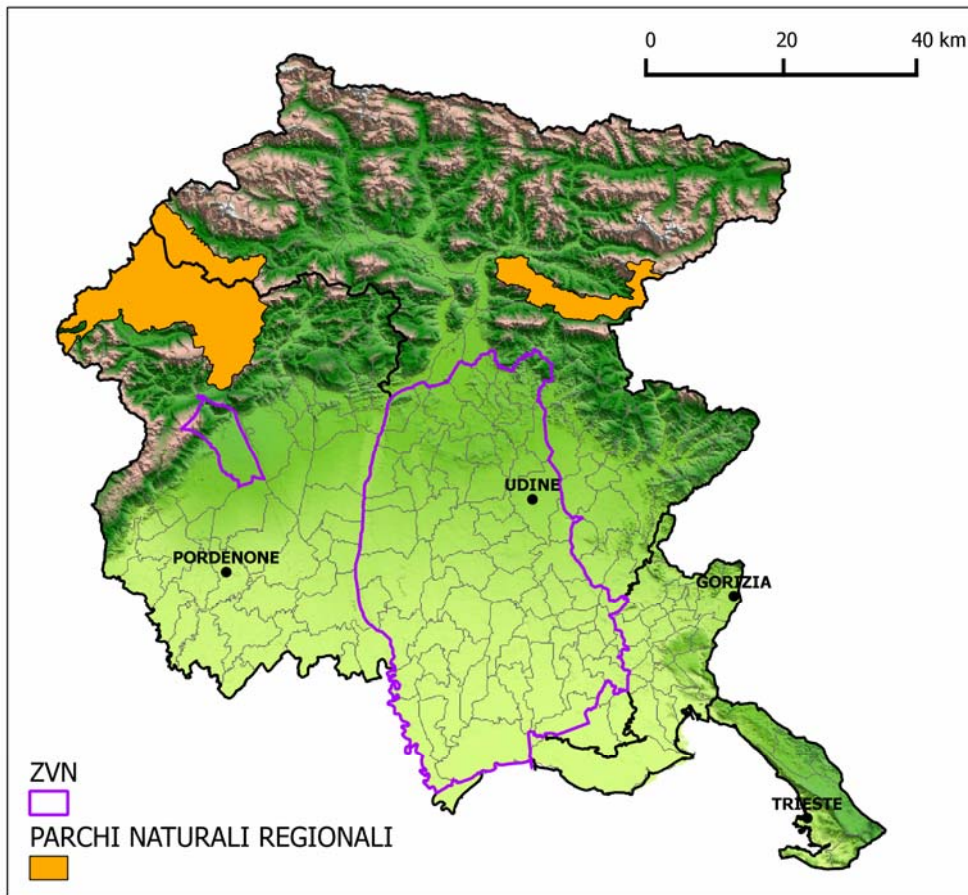 0 20 40 km
UDINE
PORDENONE
GORIZIA
TRIESTE
ZVN
PARCHI NATURALI REGIONALI